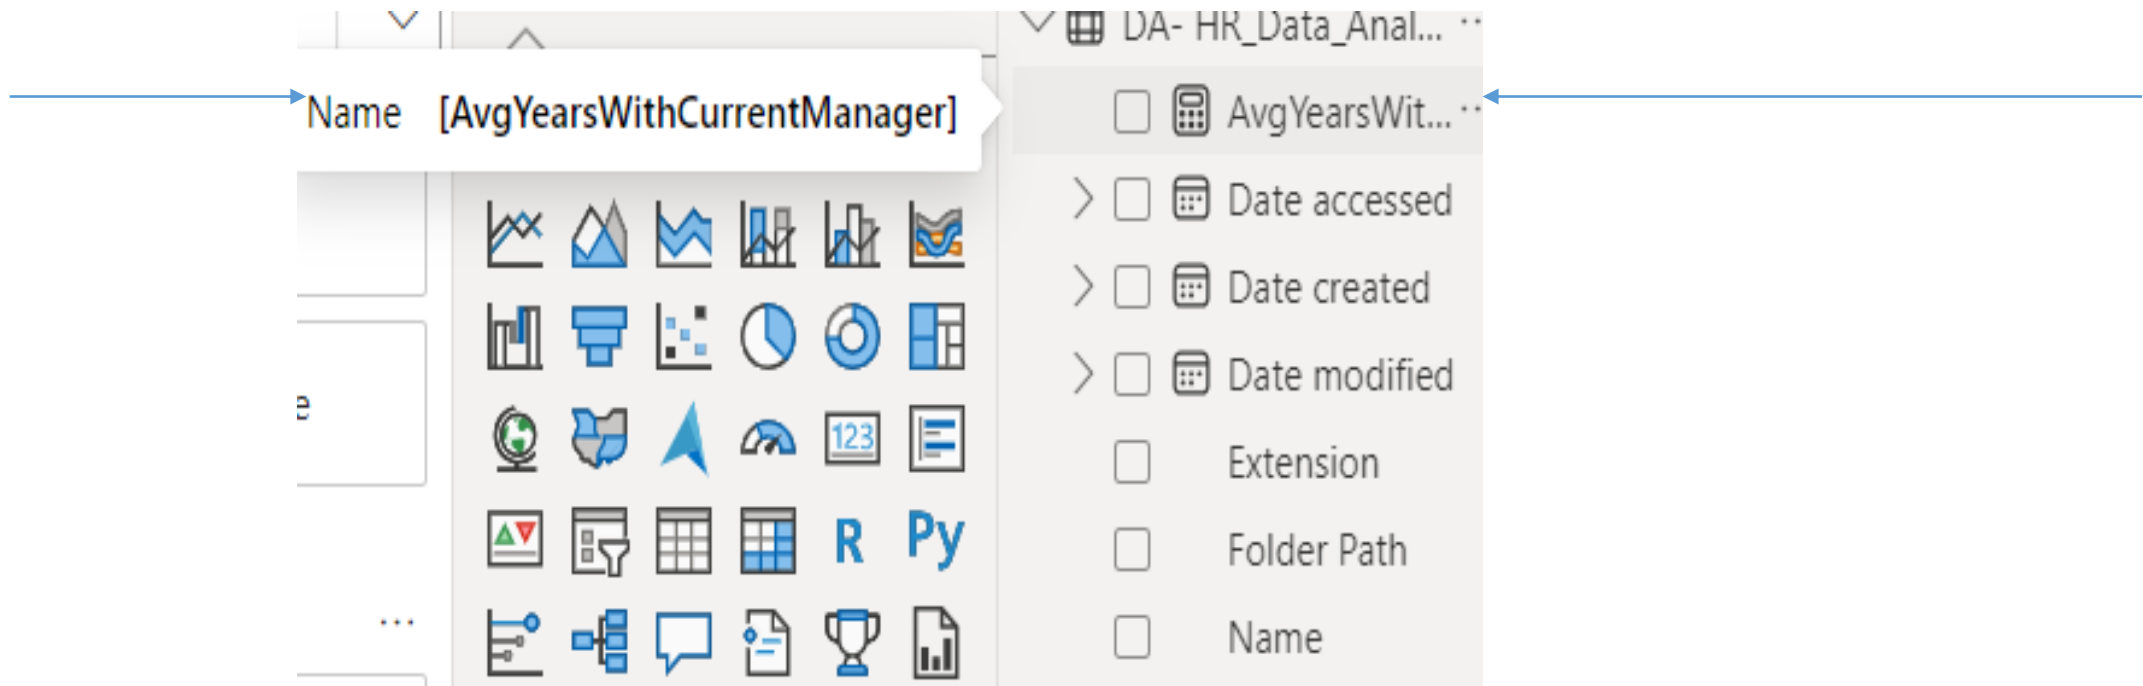 DA- HR_Data_Anal... ...
Name [AvgYearsWithCurrentManager]
AvgYearsWit...
Date accessed
Date created
Date modified
123
Extension
Folder Path
R Py
Name
...